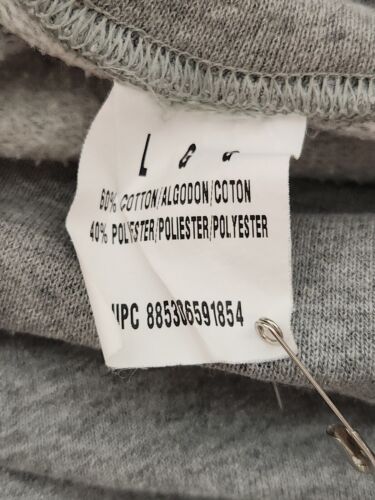 L G G
60% COTTON/ALGODON/COTON
40% POLYESTER/POLIESTER/POLYESTER
UPC 885306591854